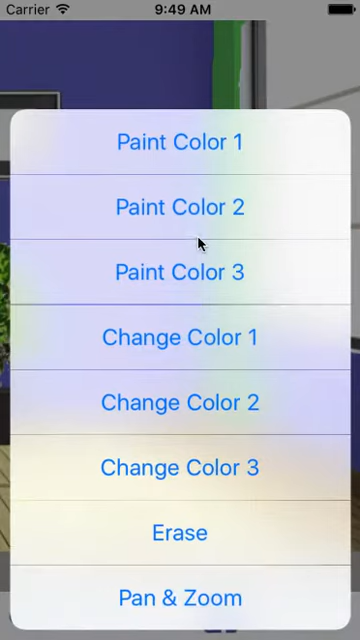 Carrier 9:49 AM
Paint Color 1
Paint Color 2
Paint Color 3
Change Color 1
Change Color 2
Change Color 3
Erase
Pan & Zoom